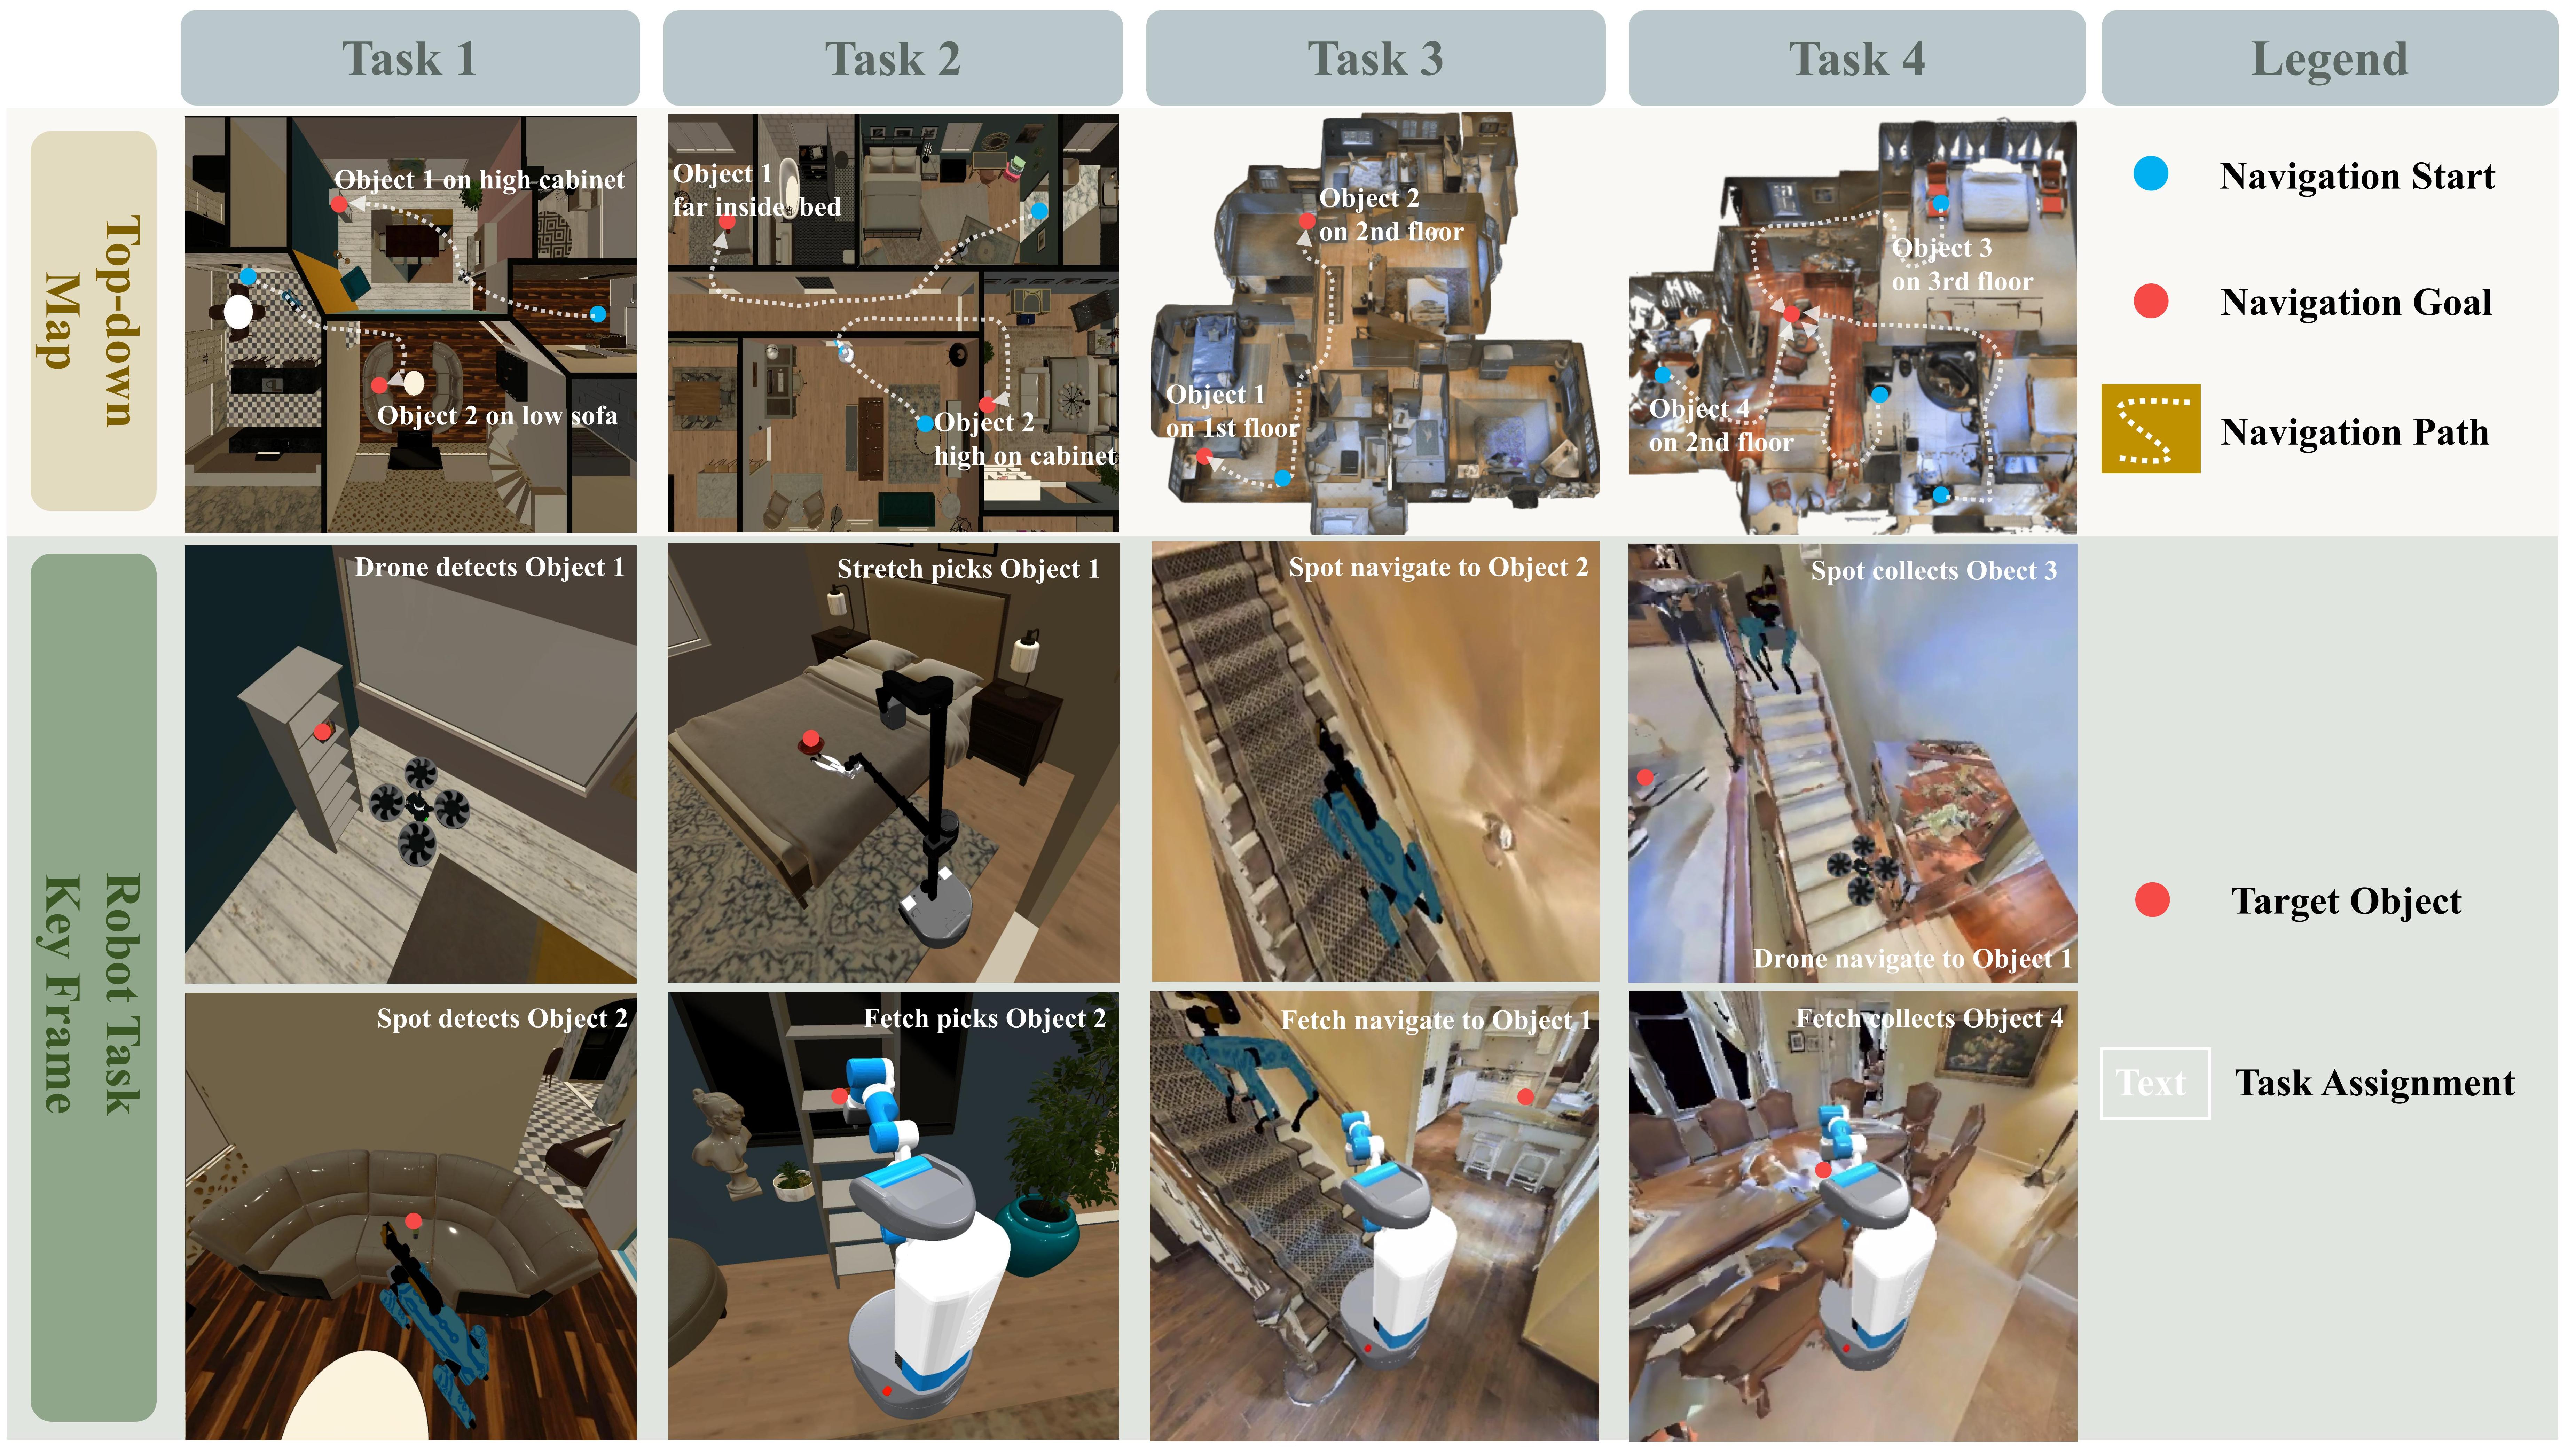 Task 1
Task 2
Task 3
Task 4
Legend
Top-down
Map
Object 1 on high cabinet
Object 2 on low sofa
Object 1
far inside bed
Object 2
high on cabinet
Object 2
on 2nd floor
Object 1
on 1st floor
Object 3
on 3rd floor
Object 4
on 2nd floor
Navigation Start
Navigation Goal
Navigation Path
Robot Task
Key Frame
Drone detects Object 1
Stretch picks Object 1
Spot navigate to Object 2
Spot collects Obect 3
Drone navigate to Object 1
Target Object
Spot detects Object 2
Fetch picks Object 2
Fetch navigate to Object 1
Fetch collects Object 4
Text
Task Assignment